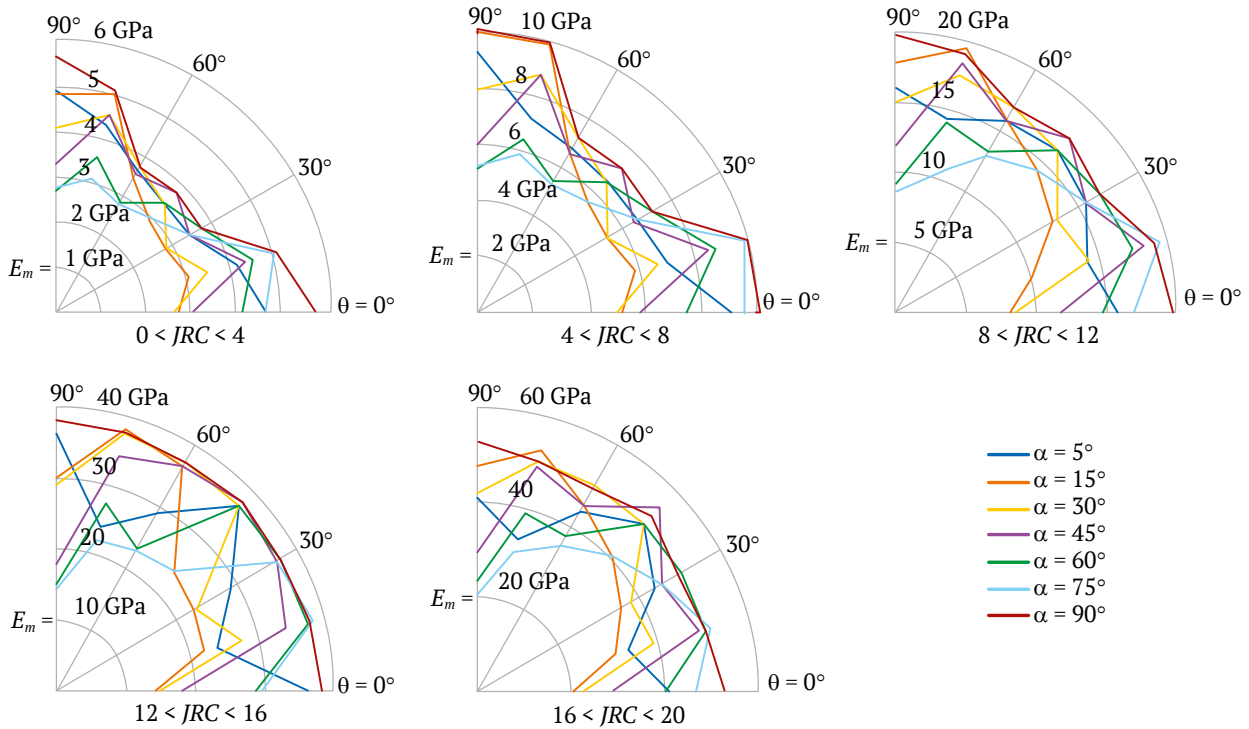 90° 6 GPa
60°
5
4
30°
3
2 GPa
1 GPa
Eₘ =
θ = 0°
0 < JRC < 4
90° 10 GPa
60°
8
6
30°
4 GPa
2 GPa
Eₘ =
θ = 0°
4 < JRC < 8
90° 20 GPa
60°
15
10
30°
5 GPa
Eₘ =
θ = 0°
8 < JRC < 12
90° 40 GPa
60°
30
20
30°
10 GPa
Eₘ =
θ = 0°
12 < JRC < 16
90° 60 GPa
60°
40
30°
20 GPa
Eₘ =
θ = 0°
16 < JRC < 20
α = 5°
α = 15°
α = 30°
α = 45°
α = 60°
α = 75°
α = 90°